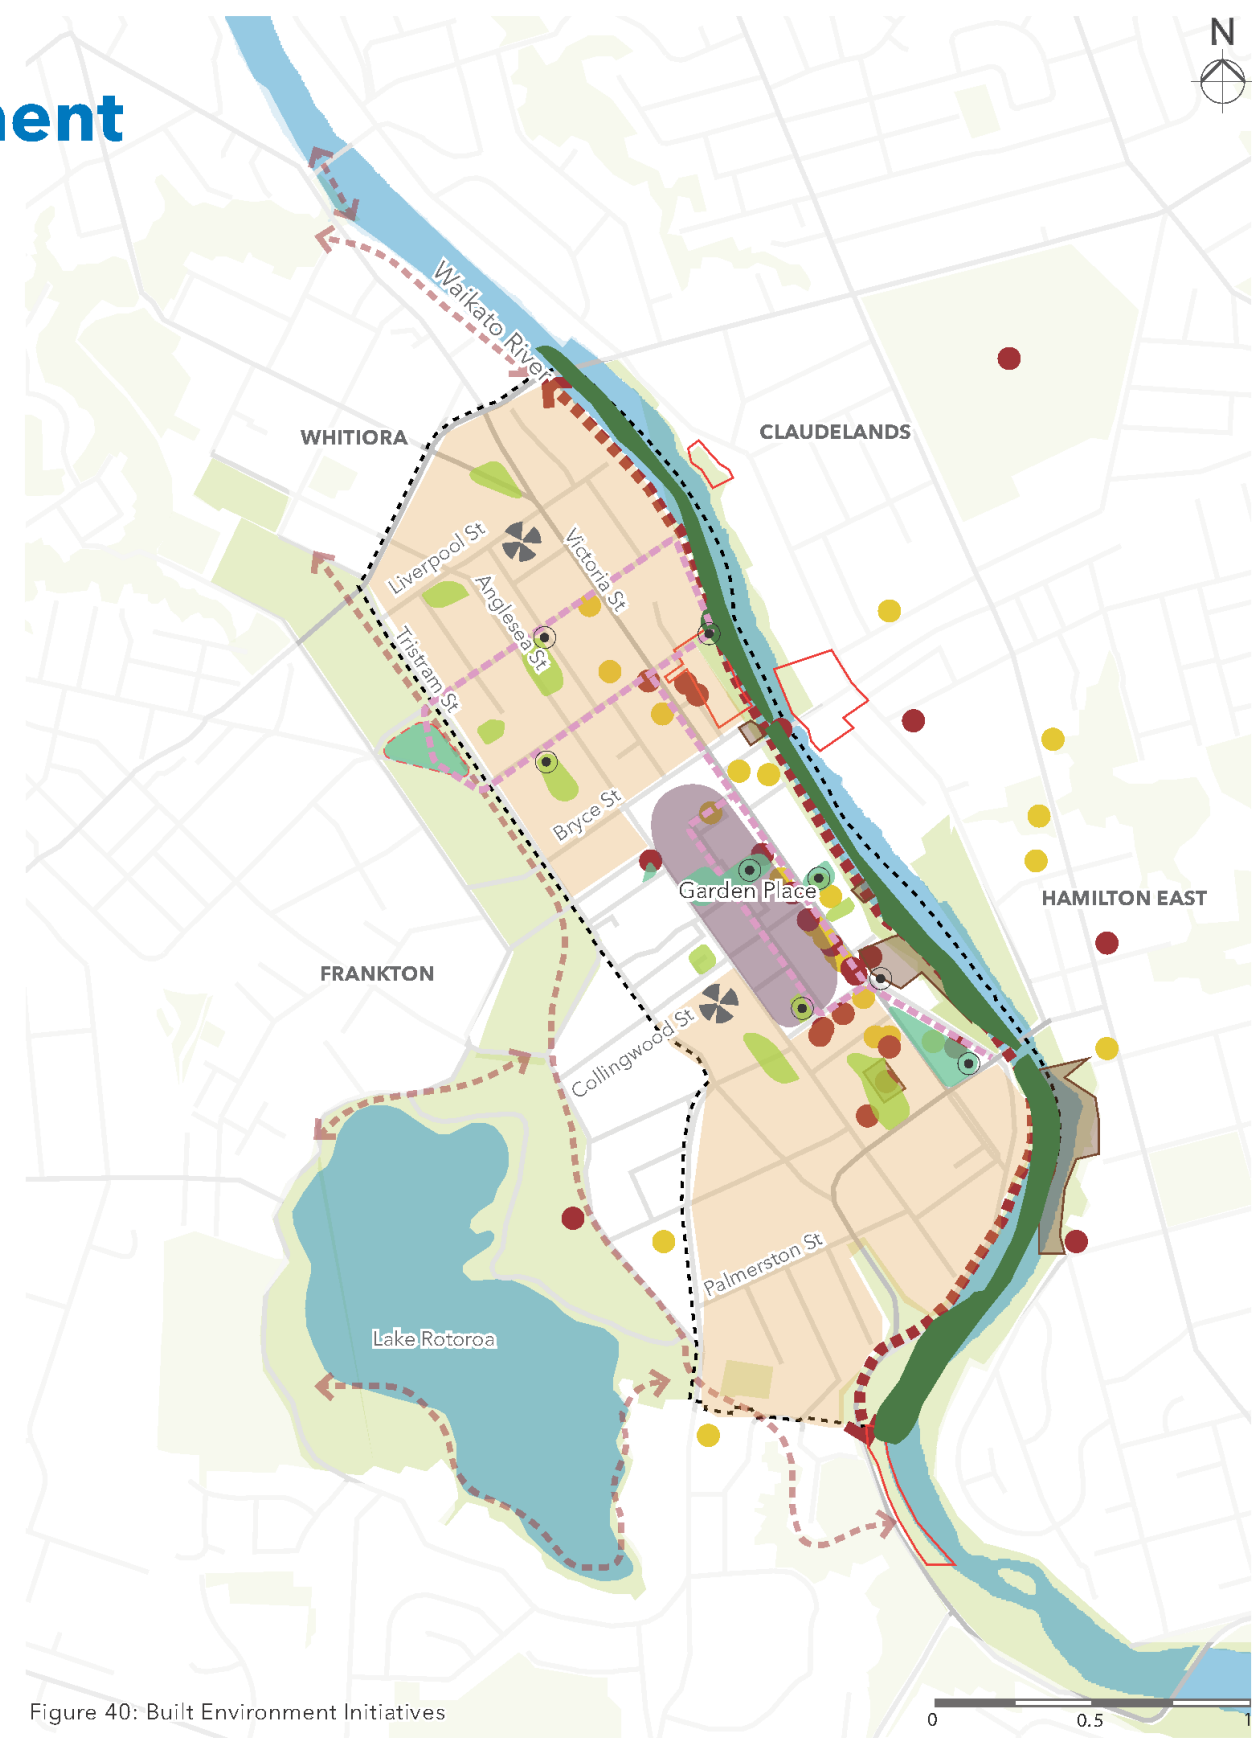 N
ment
Waikato River
WHITIORA
CLAUDELANDS
Liverpool St
Victoria St
Anglesea St
Tristram St
Bryce St
Garden Place
HAMILTON EAST
FRANKTON
Collingwood St
Palmerston St
Lake Rotoroa
Figure 40: Built Environment Initiatives
0
0.5
1